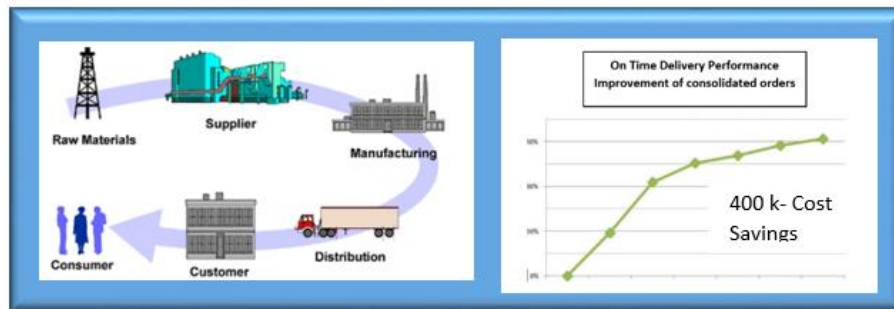 Raw Materials
Supplier
Manufacturing
Distribution
Customer
Consumer
On Time Delivery Performance
Improvement of consolidated orders
400 k- Cost
Savings